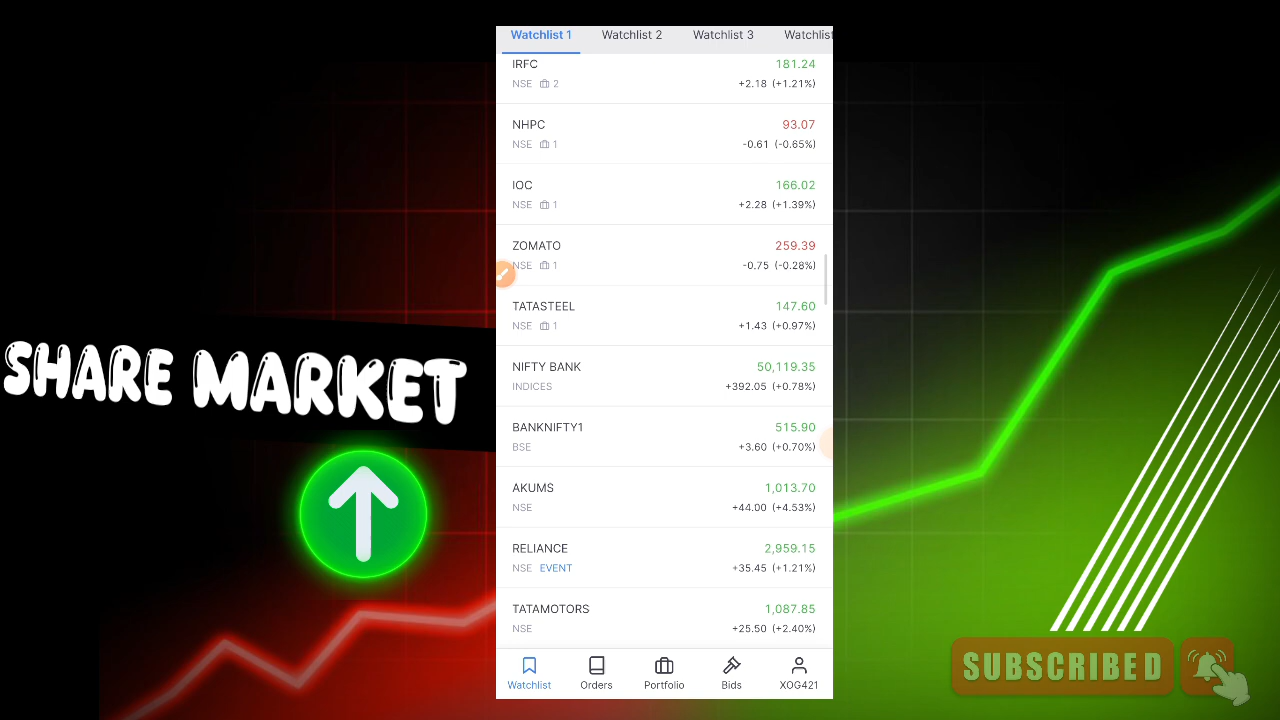 Watchlist 1 Watchlist 2 Watchlist 3 Watchlist
IRFC 181.24
NSE 2 +2.18 (+1.21%)
NHPC 93.07
NSE 1 -0.61 (-0.65%)
IOC 166.02
NSE 1 +2.28 (+1.39%)
ZOMATO 259.39
NSE 1 -0.75 (-0.28%)
TATASTEEL 147.60
NSE 1 +1.43 (+0.97%)
SHARE MARKET
NIFTY BANK 50,119.35
INDICES +392.05 (+0.78%)
BANKNIFTY1 515.90
BSE +3.60 (+0.70%)
AKUMS 1,013.70
NSE +44.00 (+4.53%)
RELIANCE 2,959.15
NSE EVENT +35.45 (+1.21%)
TATAMOTORS 1,087.85
NSE +25.50 (+2.40%)
Watchlist Orders Portfolio Bids XOG421
SUBSCRIBED